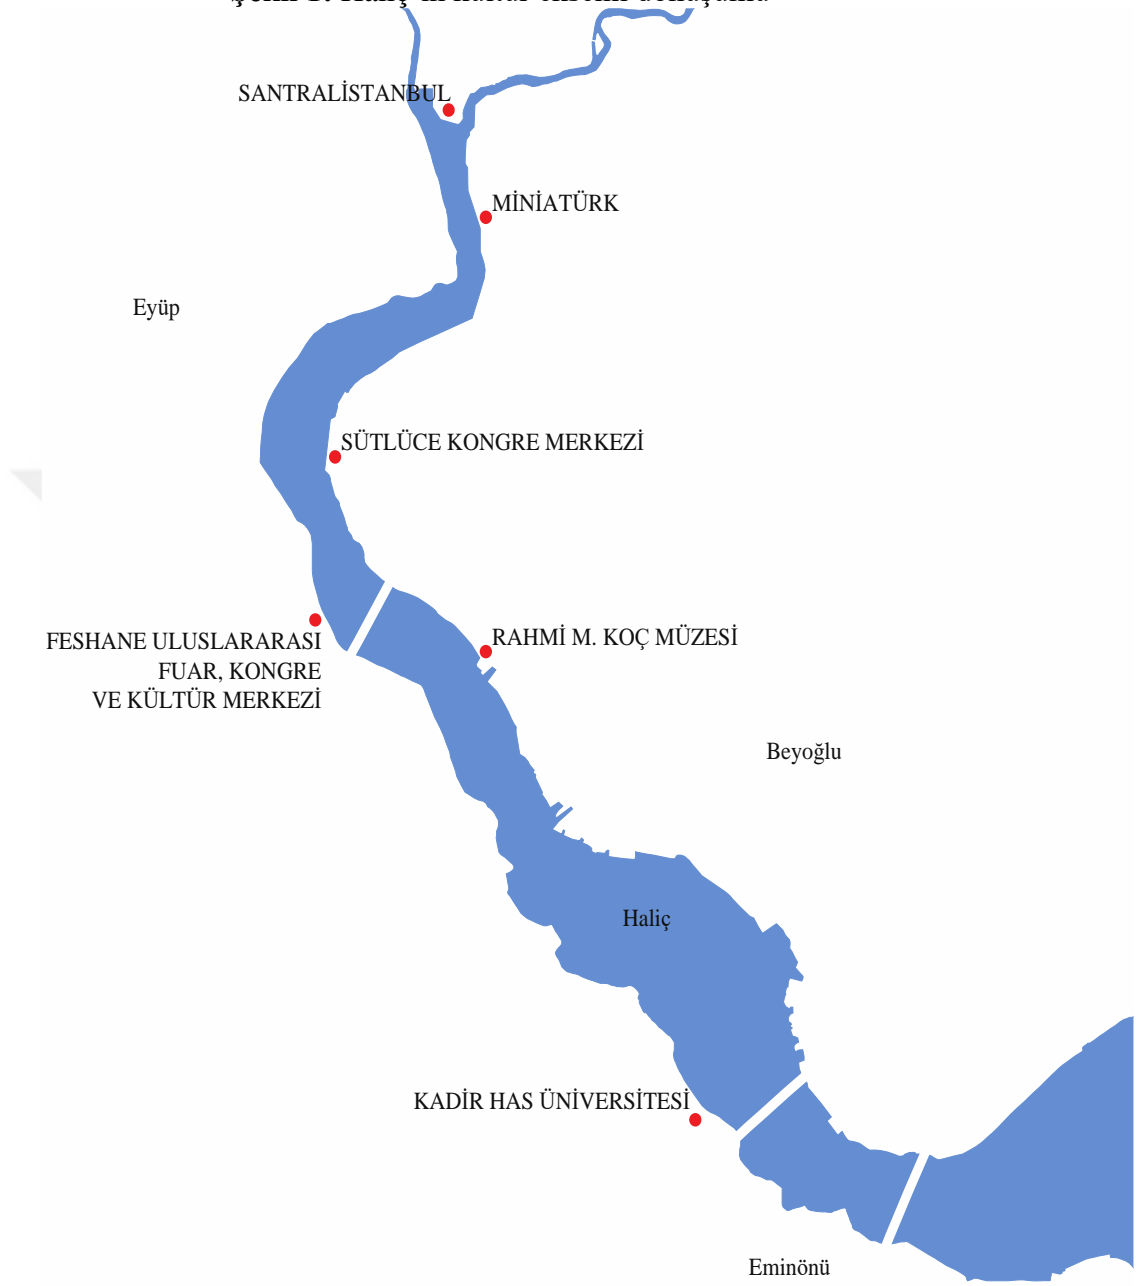 SANTRALİSTANBUL
MİNİATÜRK
Eyüp
SÜTLÜCE KONGRE MERKEZİ
FESHANE ULUSLARARASI
FUAR, KONGRE
VE KÜLTÜR MERKEZİ
RAHMİ M. KOÇ MÜZESİ
Beyoğlu
Haliç
KADİR HAS ÜNİVERSİTESİ
Eminönü